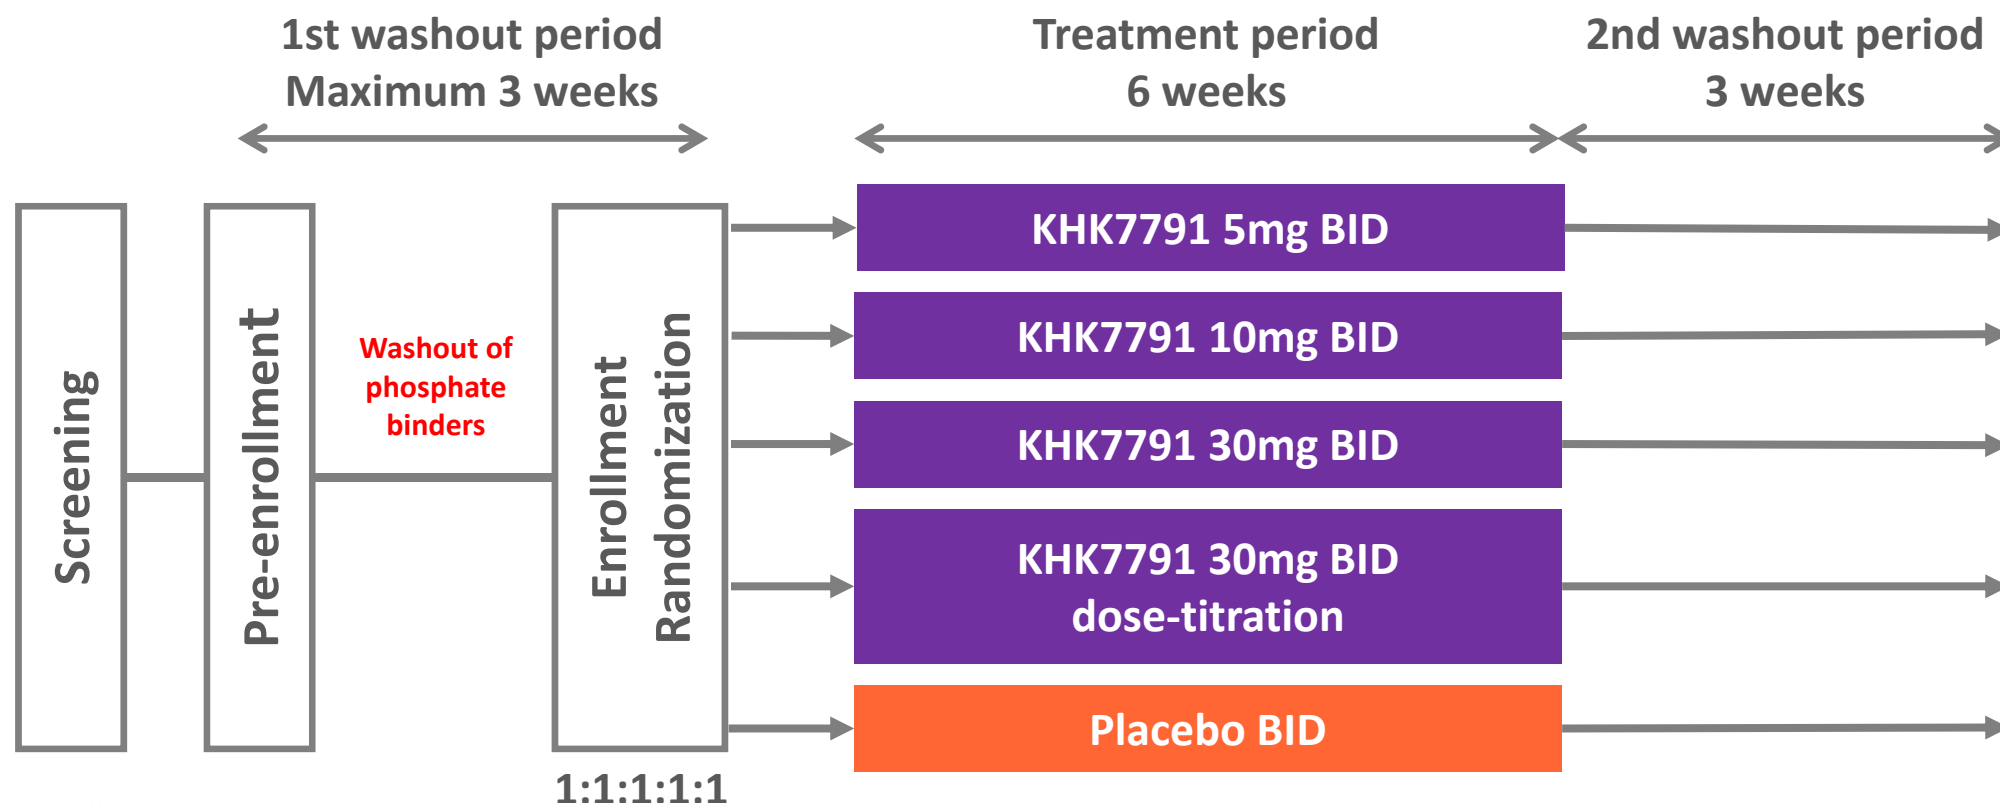 1st washout period
Maximum 3 weeks
Treatment period
6 weeks
2nd washout period
3 weeks
Screening
Pre-enrollment
Washout of
phosphate
binders
Enrollment
Randomization
1:1:1:1:1
KHK7791 5mg BID
KHK7791 10mg BID
KHK7791 30mg BID
KHK7791 30mg BID
dose-titration
Placebo BID